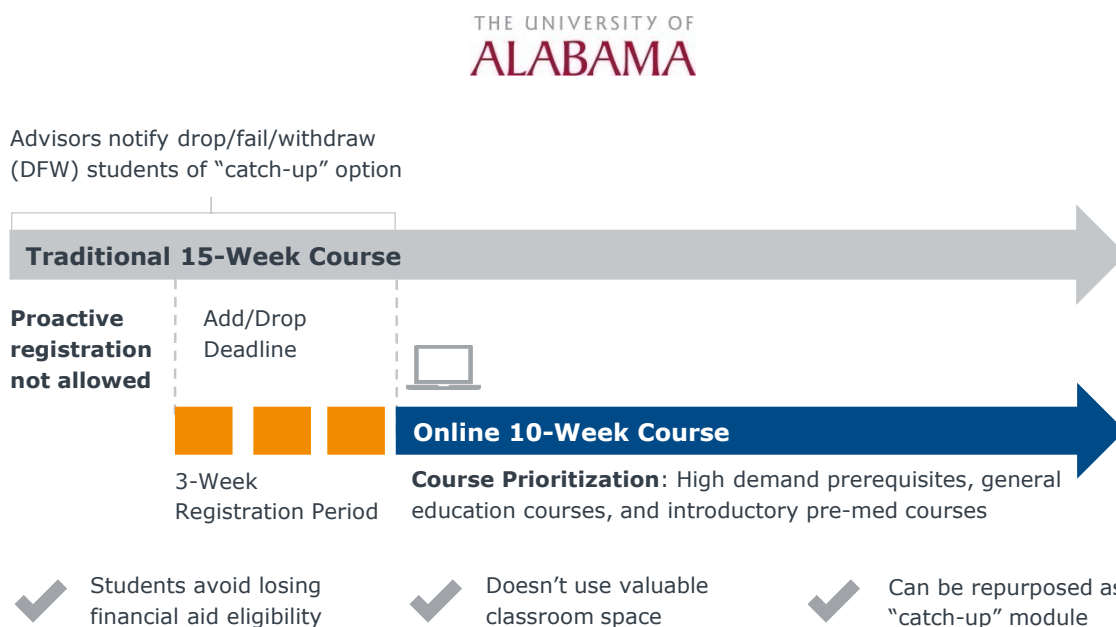 THE UNIVERSITY OF
ALABAMA
Advisors notify drop/fail/withdraw
(DFW) students of “catch-up” option
Traditional 15-Week Course
Proactive
registration
not allowed
Add/Drop
Deadline
Online 10-Week Course
3-Week
Registration Period
Course Prioritization: High demand prerequisites, general
education courses, and introductory pre-med courses
Students avoid losing
financial aid eligibility
Doesn’t use valuable
classroom space
Can be repurposed as
“catch-up” module